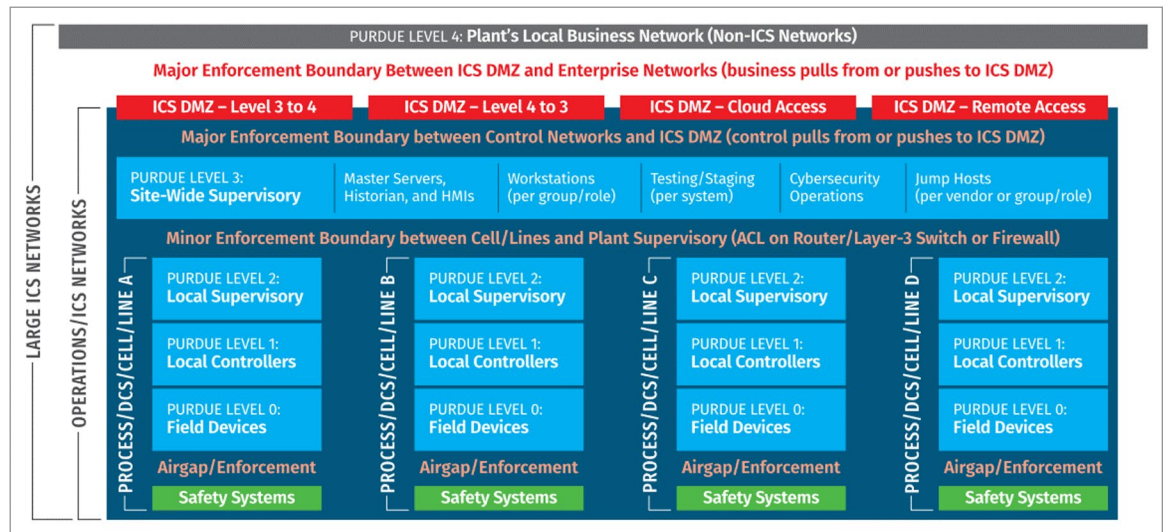 PURDUE LEVEL 4: Plant's Local Business Network (Non-ICS Networks)
Major Enforcement Boundary Between ICS DMZ and Enterprise Networks (business pulls from or pushes to ICS DMZ)
ICS DMZ – Level 3 to 4
ICS DMZ – Level 4 to 3
ICS DMZ – Cloud Access
ICS DMZ – Remote Access
Major Enforcement Boundary between Control Networks and ICS DMZ (control pulls from or pushes to ICS DMZ)
PURDUE LEVEL 3:
Site-Wide Supervisory
Master Servers,
Historian, and HMIs
Workstations
(per group/role)
Testing/Staging
(per system)
Cybersecurity
Operations
Jump Hosts
(per vendor or group/role)
Minor Enforcement Boundary between Cell/Lines and Plant Supervisory (ACL on Router/Layer-3 Switch or Firewall)
LARGE ICS NETWORKS
OPERATIONS/ICS NETWORKS
PROCESS/DCS/CELL/LINE A
PURDUE LEVEL 2:
Local Supervisory
PURDUE LEVEL 1:
Local Controllers
PURDUE LEVEL 0:
Field Devices
Airgap/Enforcement
Safety Systems
PROCESS/DCS/CELL/LINE B
PURDUE LEVEL 2:
Local Supervisory
PURDUE LEVEL 1:
Local Controllers
PURDUE LEVEL 0:
Field Devices
Airgap/Enforcement
Safety Systems
PROCESS/DCS/CELL/LINE C
PURDUE LEVEL 2:
Local Supervisory
PURDUE LEVEL 1:
Local Controllers
PURDUE LEVEL 0:
Field Devices
Airgap/Enforcement
Safety Systems
PROCESS/DCS/CELL/LINE D
PURDUE LEVEL 2:
Local Supervisory
PURDUE LEVEL 1:
Local Controllers
PURDUE LEVEL 0:
Field Devices
Airgap/Enforcement
Safety Systems